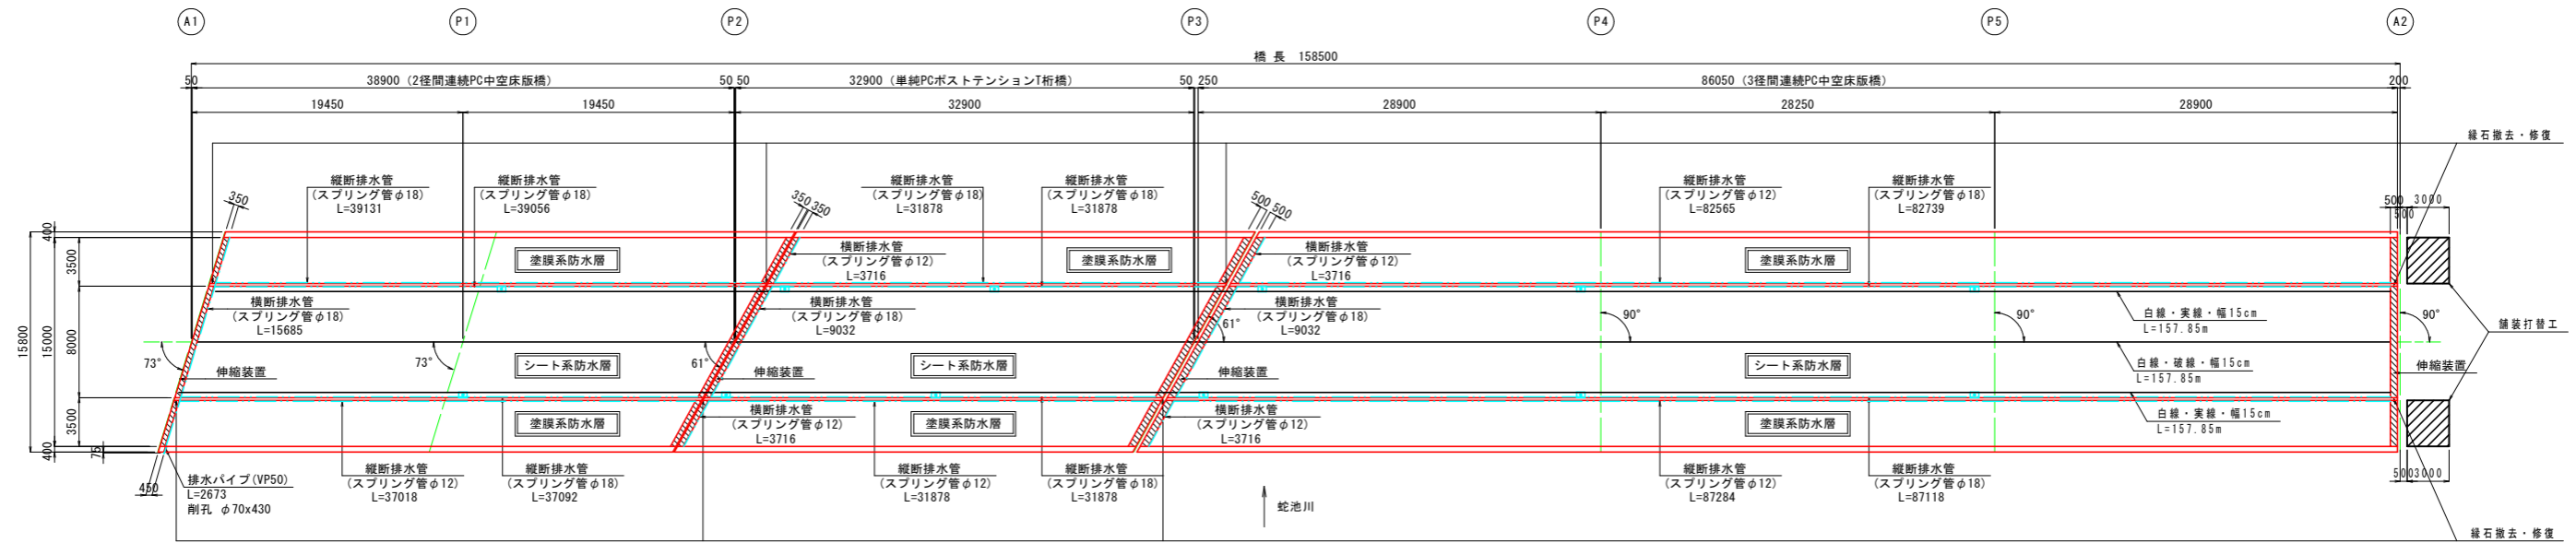 A1
P1
P2
P3
P4
P5
A2
橋 長 158500
50
38900 (2径間連続PC中空床版橋)
50 50
32900 (単純PCポストテンションT桁橋)
50 250
86050 (3径間連続PC中空床版橋)
200
19450
19450
32900
28900
28250
28900
縁石撤去・修復
縦断排水管
(スプリング管φ18)
L=39131
縦断排水管
(スプリング管φ18)
L=39056
縦断排水管
(スプリング管φ18)
L=31878
縦断排水管
(スプリング管φ18)
L=31878
縦断排水管
(スプリング管φ12)
L=82565
縦断排水管
(スプリング管φ18)
L=82739
350
350
350
500
500
500
500
3000
400
3500
15800
15000
8000
3500
400
75
塗膜系防水層
横断排水管
(スプリング管φ12)
L=3716
塗膜系防水層
横断排水管
(スプリング管φ12)
L=3716
塗膜系防水層
横断排水管
(スプリング管φ18)
L=15685
横断排水管
(スプリング管φ18)
L=9032
横断排水管
(スプリング管φ18)
L=9032
61°
90°
90°
90°
白線・実線・幅15cm
L=157.85m
舗装打替工
73°
73°
61°
シート系防水層
シート系防水層
シート系防水層
白線・破線・幅15cm
L=157.85m
伸縮装置
伸縮装置
伸縮装置
伸縮装置
白線・実線・幅15cm
L=157.85m
塗膜系防水層
横断排水管
(スプリング管φ12)
L=3716
塗膜系防水層
横断排水管
(スプリング管φ12)
L=3716
塗膜系防水層
450
排水パイプ(VP50)
L=2673
削孔 φ70x430
縦断排水管
(スプリング管φ12)
L=37018
縦断排水管
(スプリング管φ18)
L=37092
縦断排水管
(スプリング管φ12)
L=31878
縦断排水管
(スプリング管φ18)
L=31878
縦断排水管
(スプリング管φ12)
L=87284
縦断排水管
(スプリング管φ18)
L=87118
500
3000
蛇池川
縁石撤去・修復